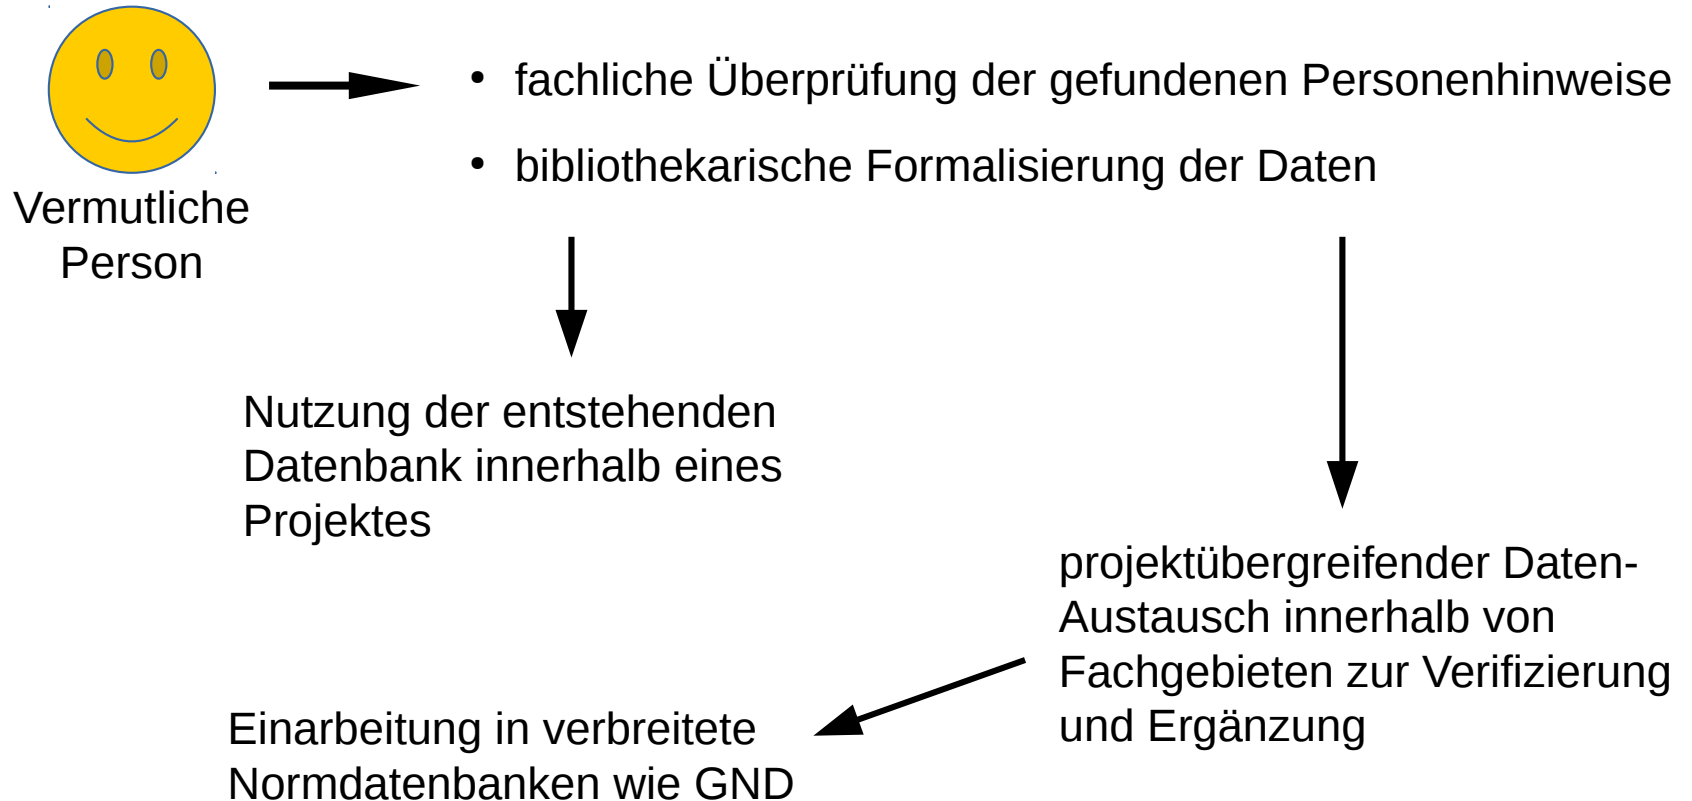 • fachliche Überprüfung der gefundenen Personenhinweise
• bibliothekarische Formalisierung der Daten
Vermutliche
Person
Nutzung der entstehenden
Datenbank innerhalb eines
Projektes
projektübergreifender Daten-
Austausch innerhalb von
Fachgebieten zur Verifizierung
und Ergänzung
Einarbeitung in verbreitete
Normdatenbanken wie GND